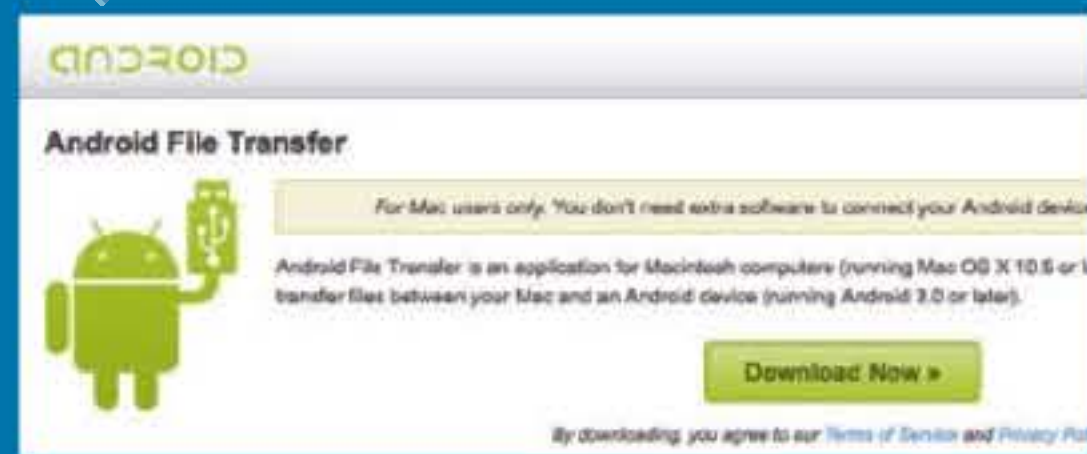 ANDROID
Android File Transfer
For Mac users only. You don't need extra software to connect your Android
Android File Transfer is an application for Macintosh computers (running Mac OS X 10.5 or
transfer files between your Mac and an Android device (running Android 3.0 or later).
Download Now »
By downloading, you agree to our Terms of Service and Privacy